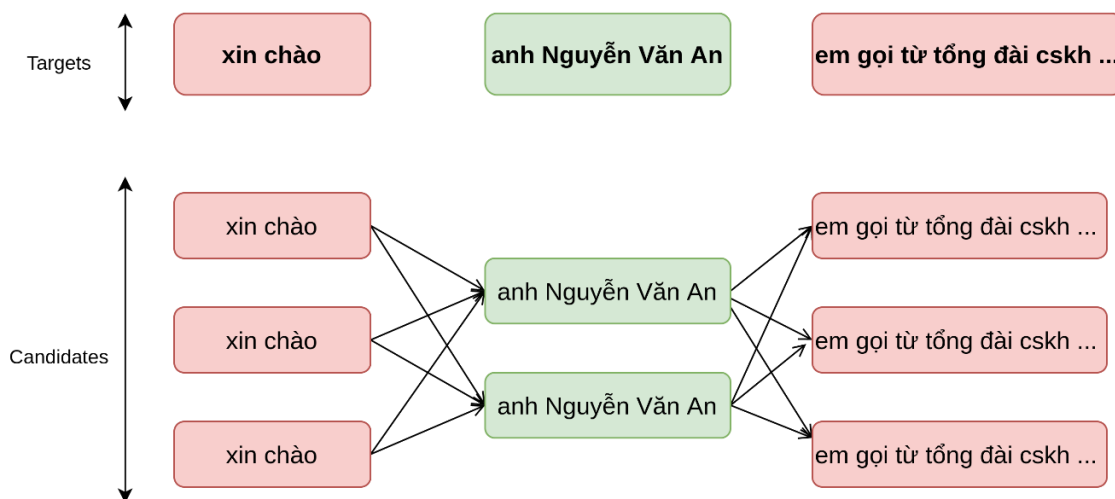 Targets
xin chào
anh Nguyễn Văn An
em gọi từ tổng đài cskh ...
Candidates
xin chào
xin chào
xin chào
anh Nguyễn Văn An
anh Nguyễn Văn An
em gọi từ tổng đài cskh ...
em gọi từ tổng đài cskh ...
em gọi từ tổng đài cskh ...